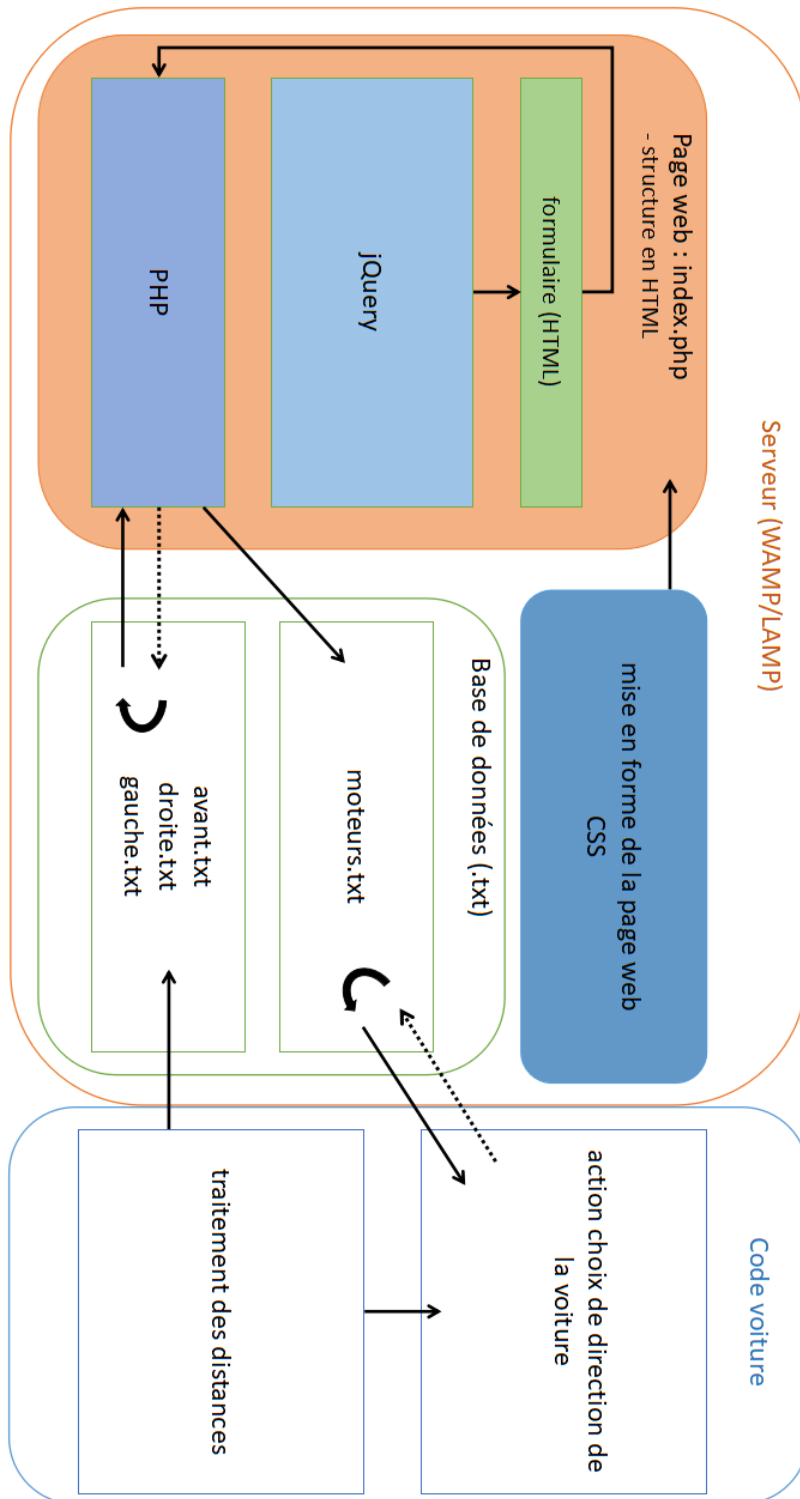 Serveur (WAMP/LAMP)
Page web : index.php
- structure en HTML
formulaire (HTML)
jQuery
PHP
mise en forme de la page web
CSS
Base de données (.txt)
moteurs.txt
avant.txt
droite.txt
gauche.txt
Code voiture
action choix de direction de
la voiture
traitement des distances